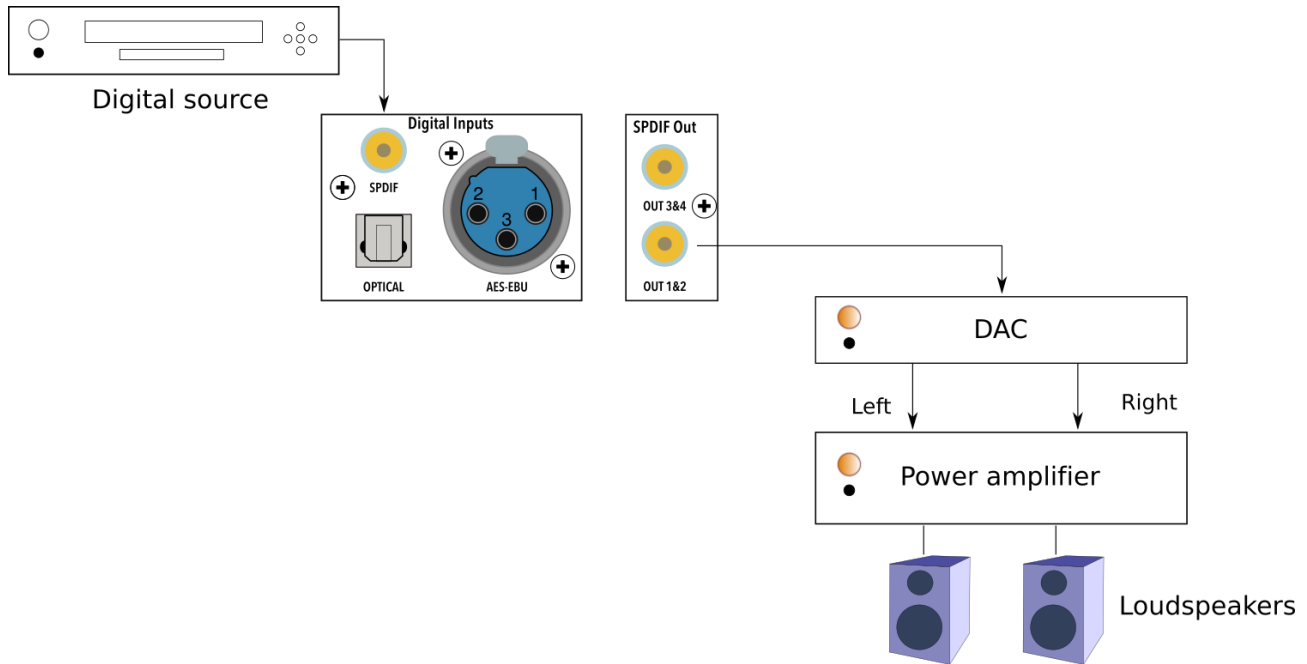 Digital source
Digital Inputs
SPDIF
2
1
3
OPTICAL
AES-EBU
SPDIF Out
OUT 3&4
OUT 1&2
DAC
Left
Right
Power amplifier
Loudspeakers